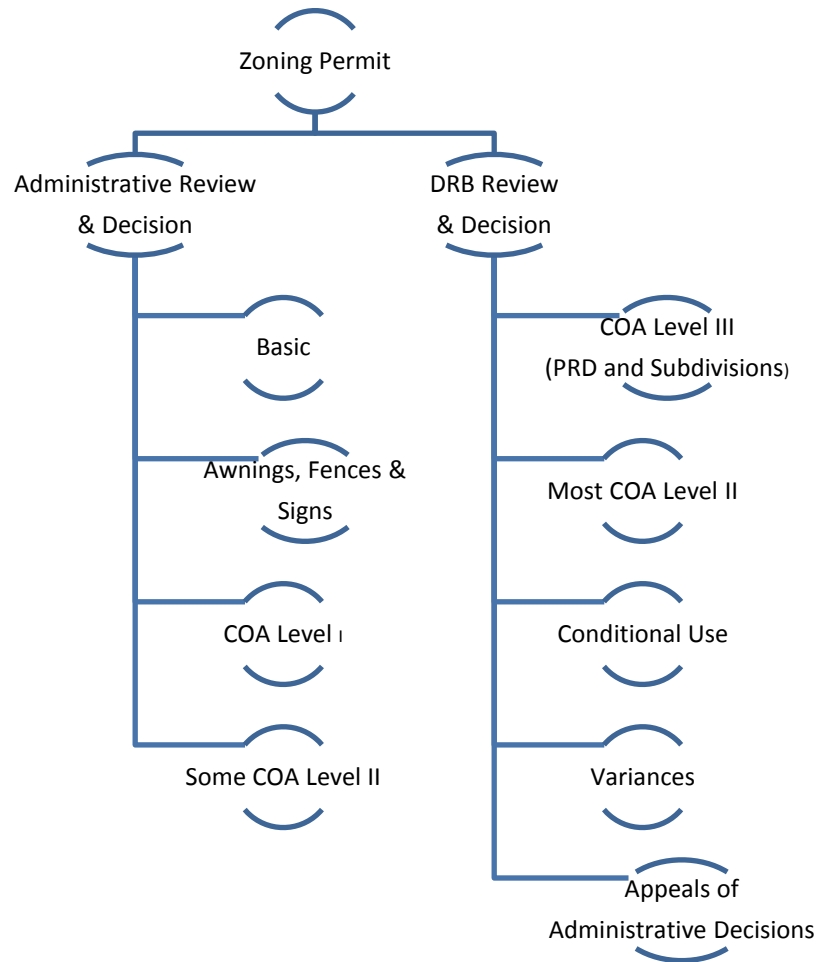 Zoning Permit
Administrative Review
& Decision
Basic
Awnings, Fences &
Signs
COA Level I
Some COA Level II
DRB Review
& Decision
COA Level III
(PRD and Subdivisions)
Most COA Level II
Conditional Use
Variances
Appeals of
Administrative Decisions